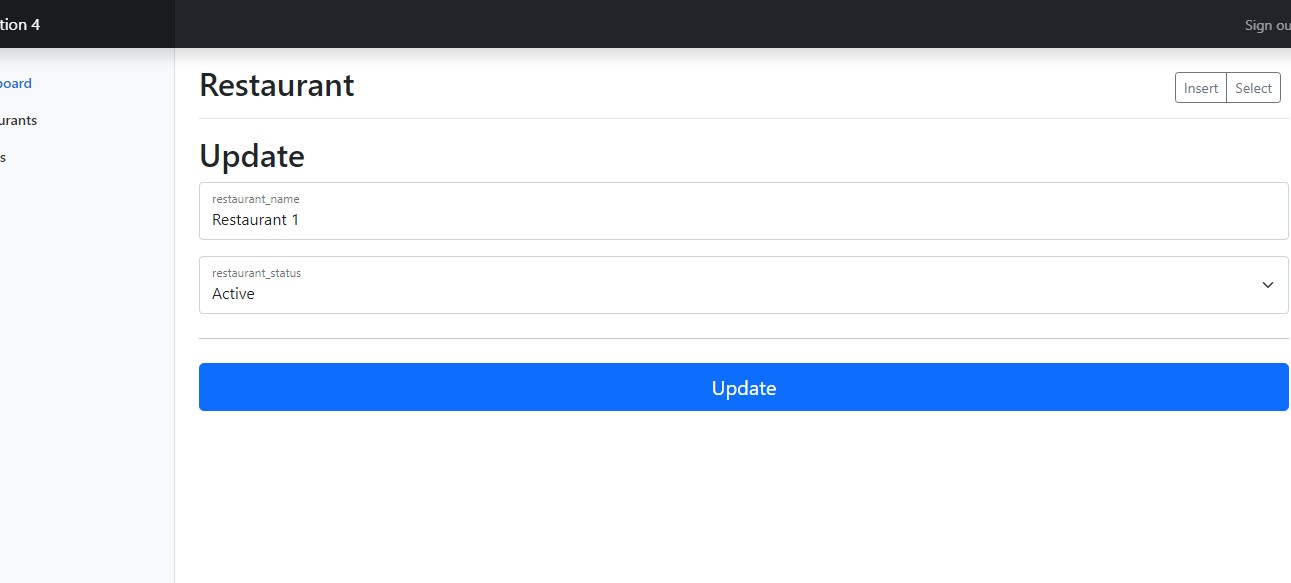 tion 4
Sign ou
board
urants
s
Restaurant
Insert Select
Update
restaurant_name
Restaurant 1
restaurant_status
Active
Update